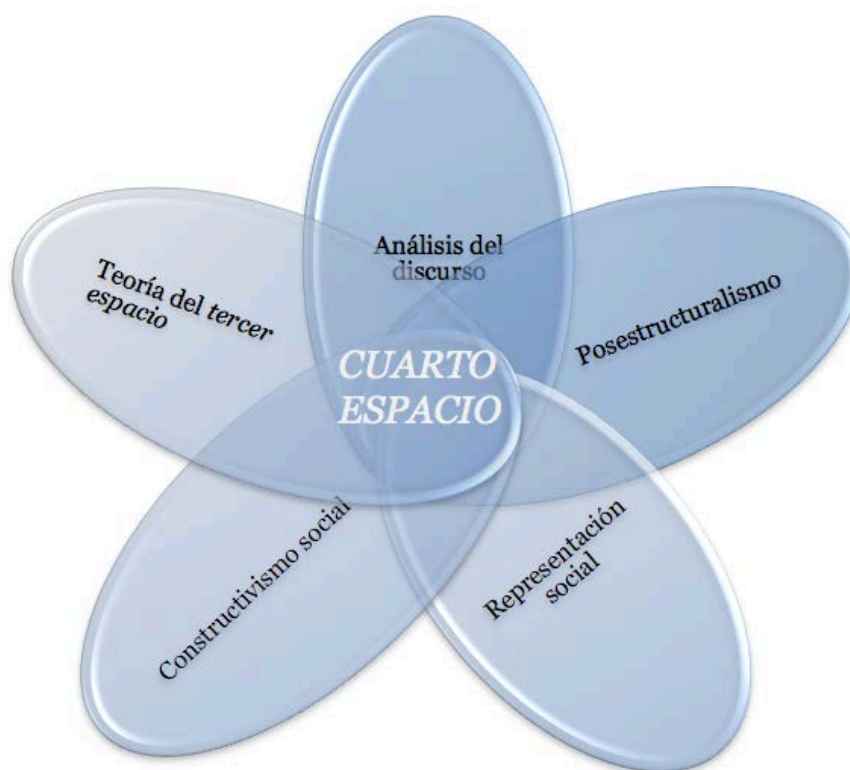 Análisis del
discurso
Teoría del tercer
espacio
Posestructuralismo
CUARTO
ESPACIO
Constructivismo social
Representación
social